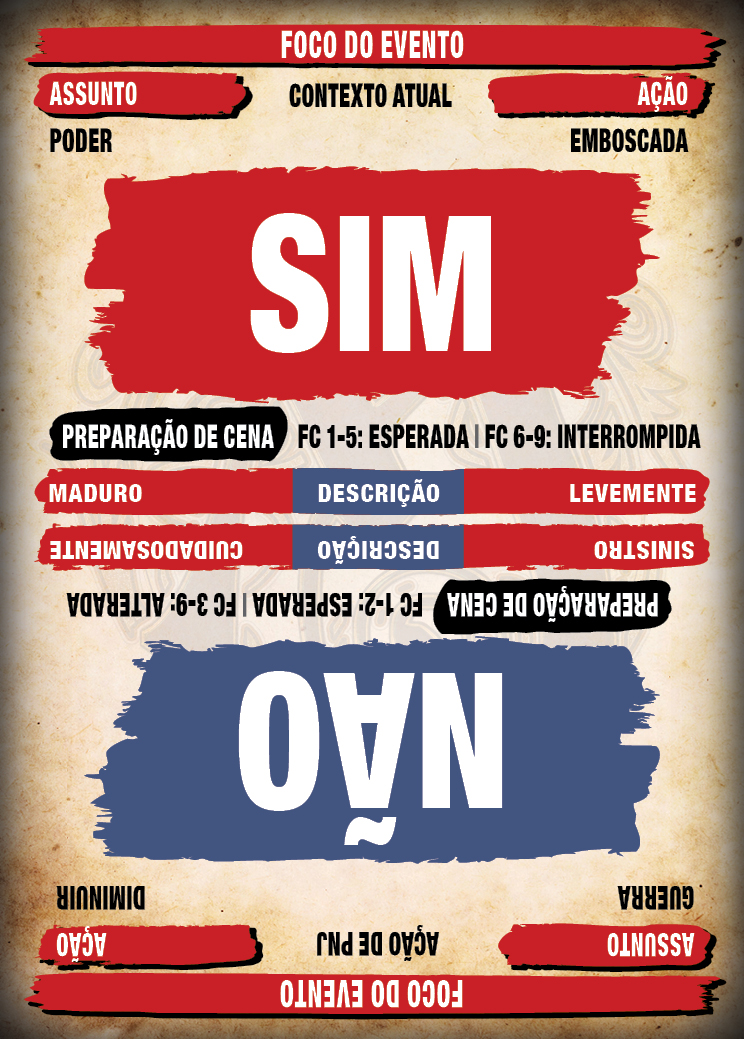 FOCO DO EVENTO
ASSUNTO CONTEXTO ATUAL AÇÃO
PODER EMBOSCADA
SIM
PREPARAÇÃO DE CENA FC 1-5: ESPERADA | FC 6-9: INTERROMPIDA
MADURO DESCRIÇÃO LEVEMENTE
SINISTRO DESCRIÇÃO CUIDADOSAMENTE
PREPARAÇÃO DE CENA FC 1-2: ESPERADA | FC 3-9: ALTERADA
NÃO
GUERRA DIMINUIR
ASSUNTO AÇÃO DE PNJ AÇÃO
FOCO DO EVENTO